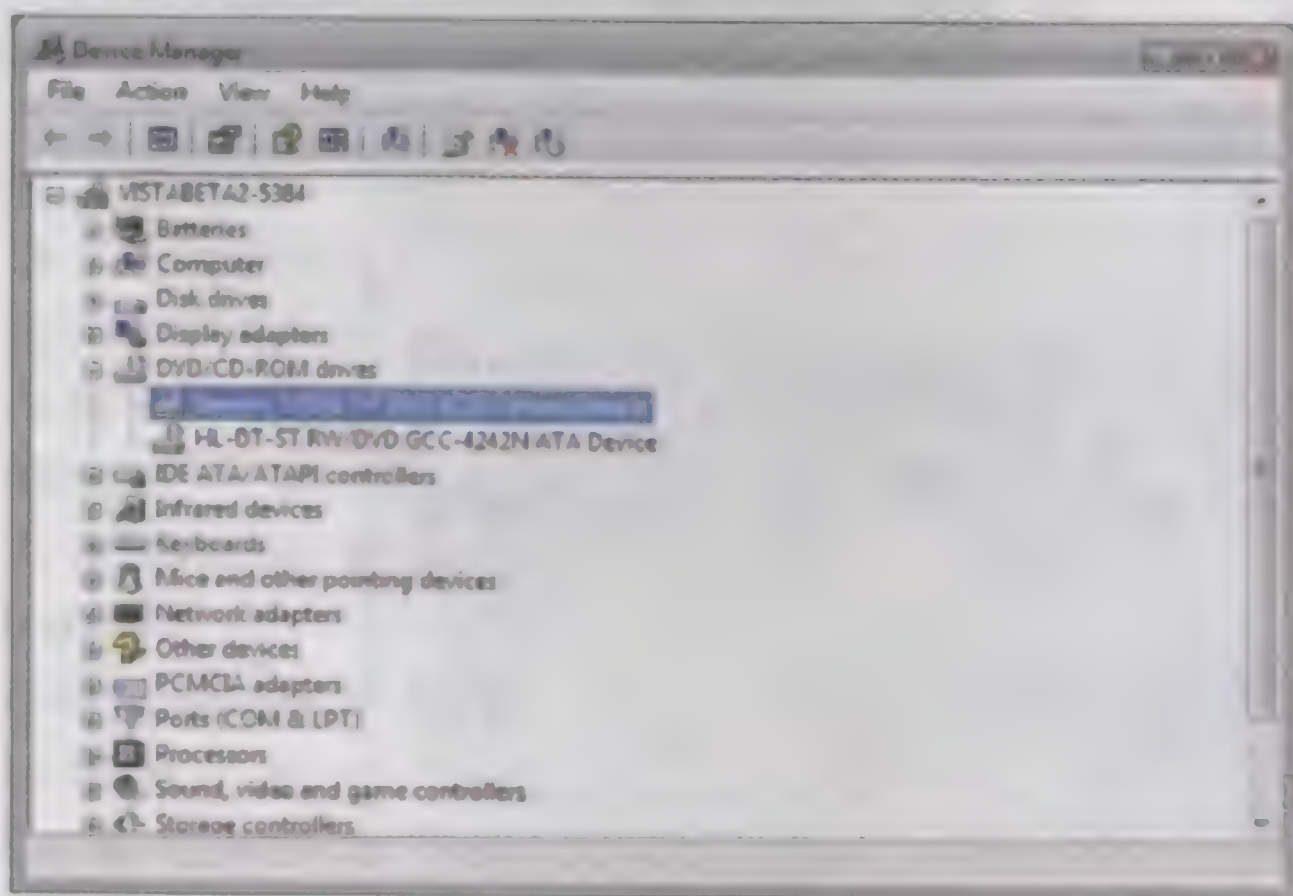 Device Manager
File Action View Help
VISTABETA2-5384
Batteries
Computer
Disk drives
Display adapters
DVD/CD-ROM drives
HL-DT-ST RW/DVD GCC-4242N ATA Device
IDE ATA/ATAPI controllers
Infrared devices
Keyboards
Mice and other pointing devices
Network adapters
Other devices
PCMCIA adapters
Ports (COM & LPT)
Processors
Sound, video and game controllers
Storage controllers